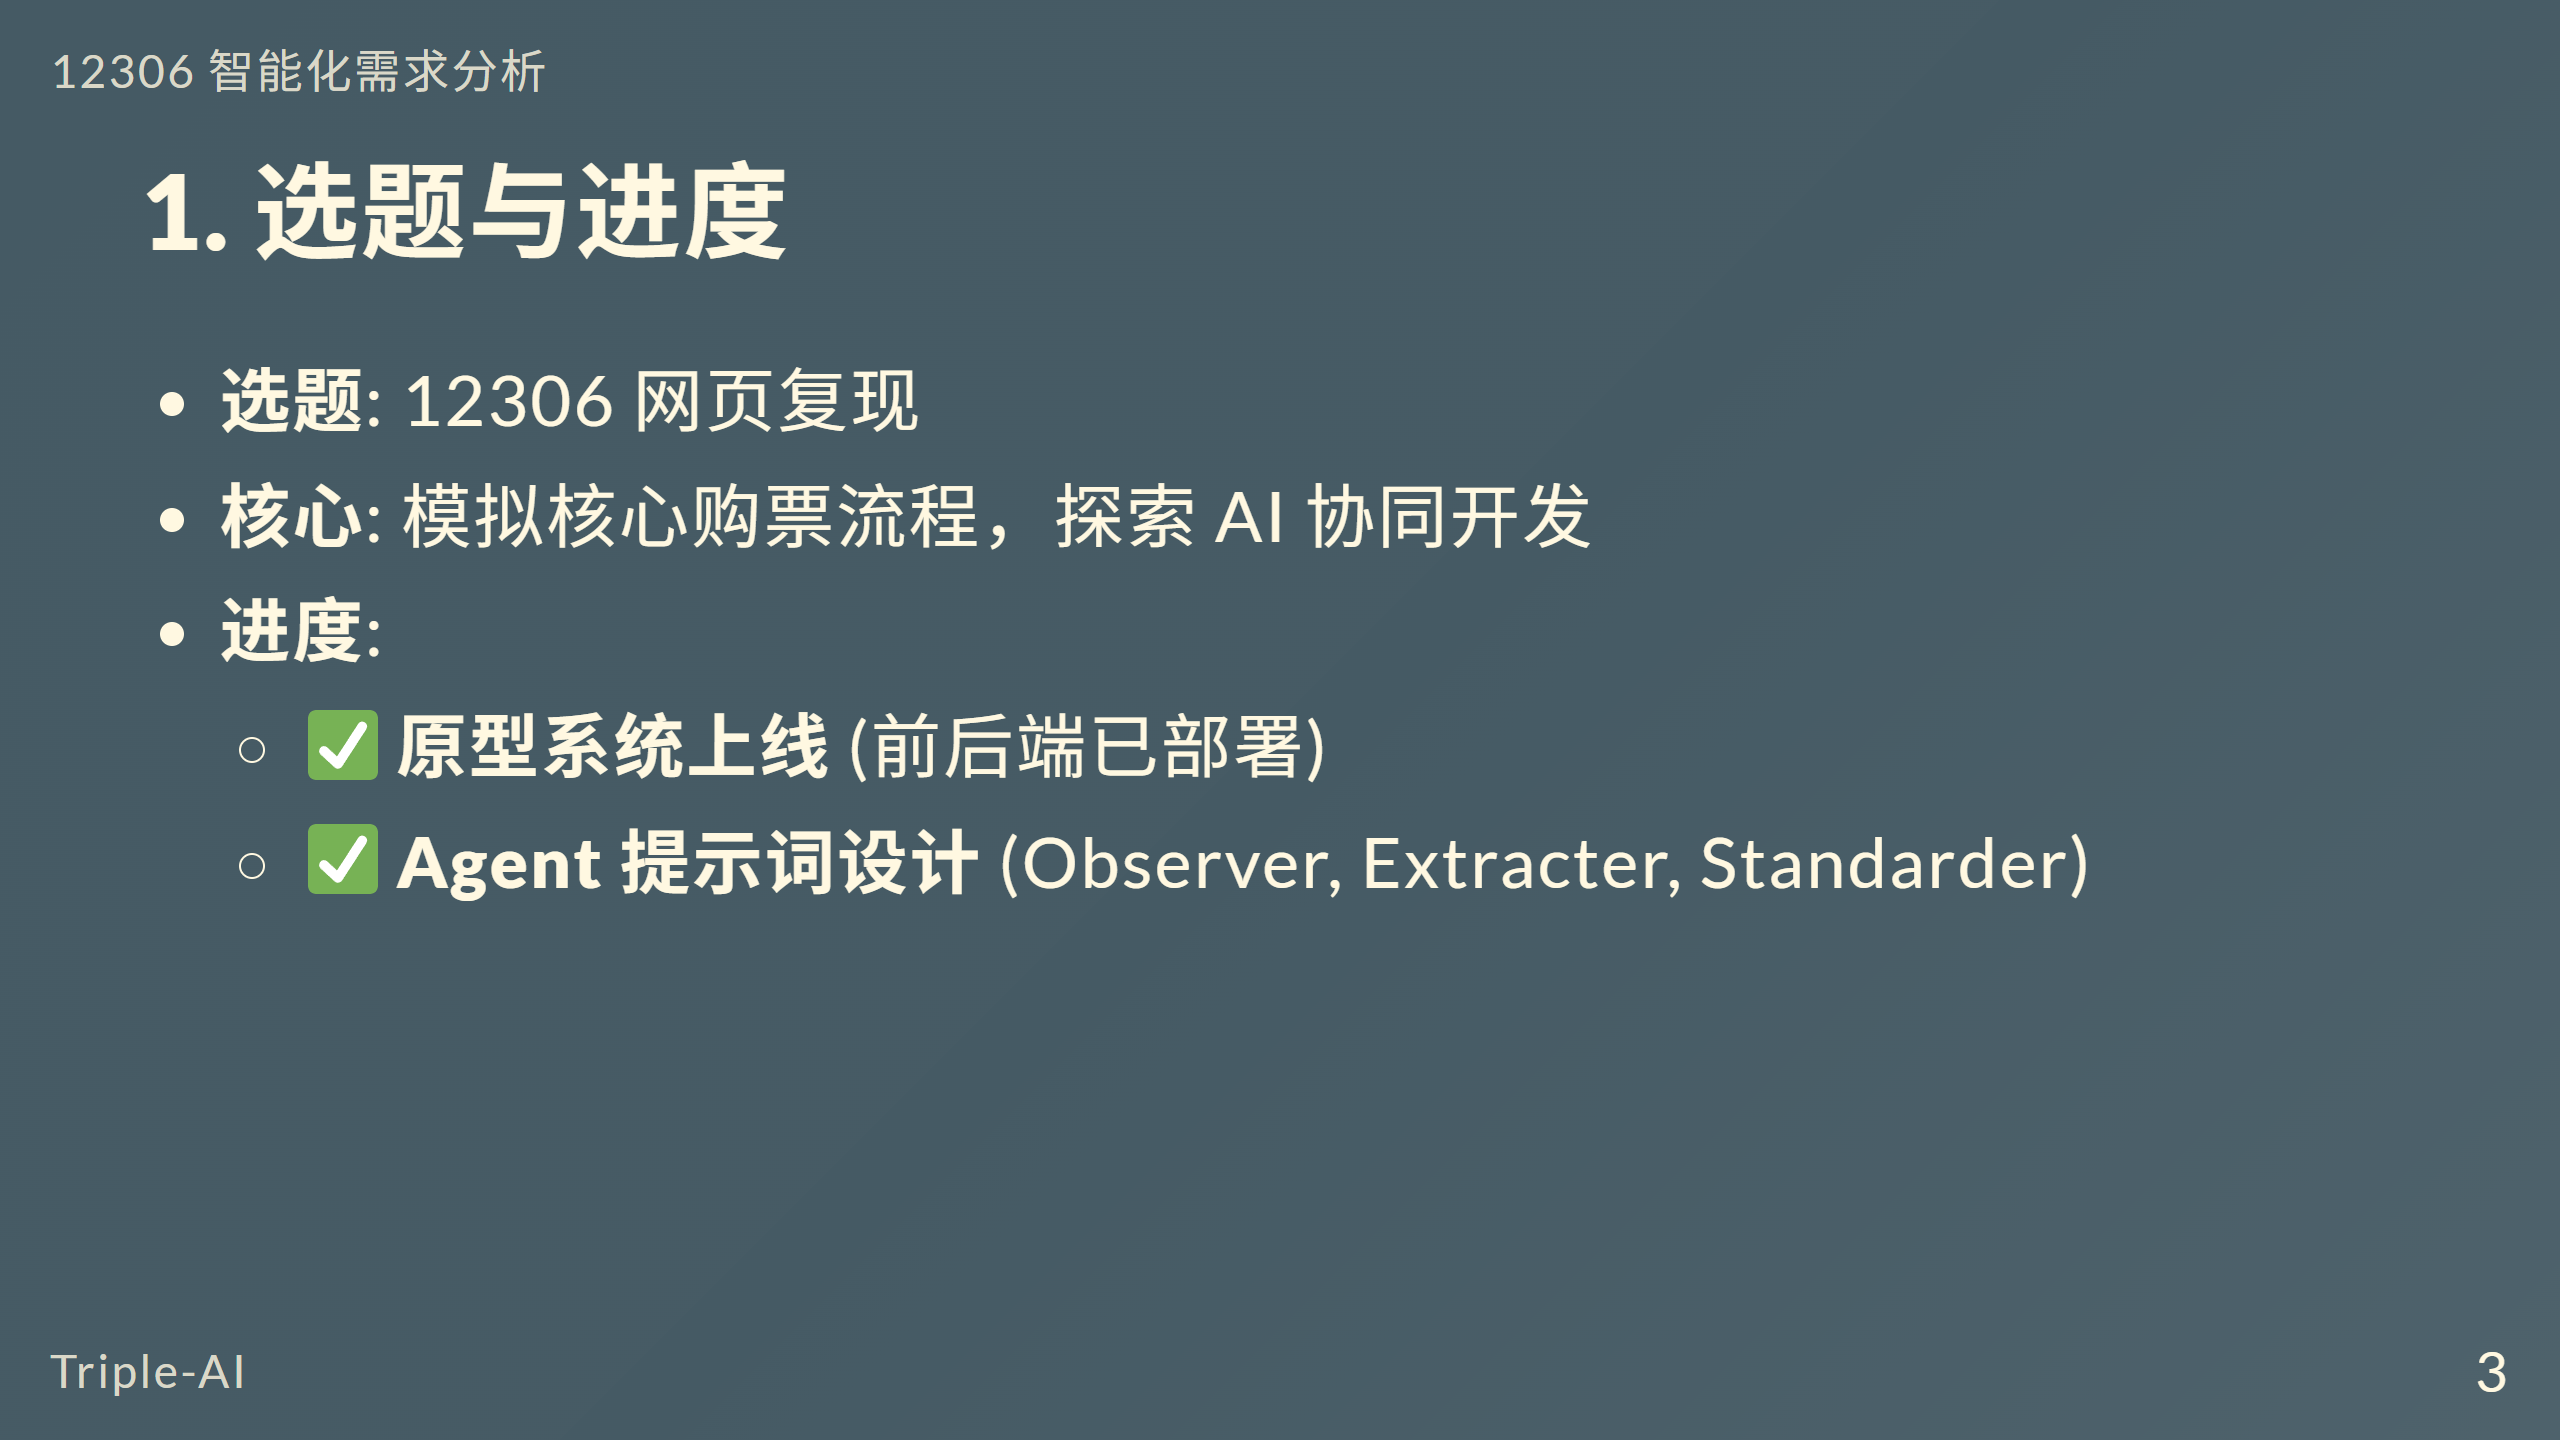 12306 智能化需求分析
1. 选题与进度
选题: 12306 网页复现
核心: 模拟核心购票流程，探索 AI 协同开发
进度:
✅ 原型系统上线 (前后端已部署)
✅ Agent 提示词设计 (Observer, Extracter, Standarder)
Triple-AI
3